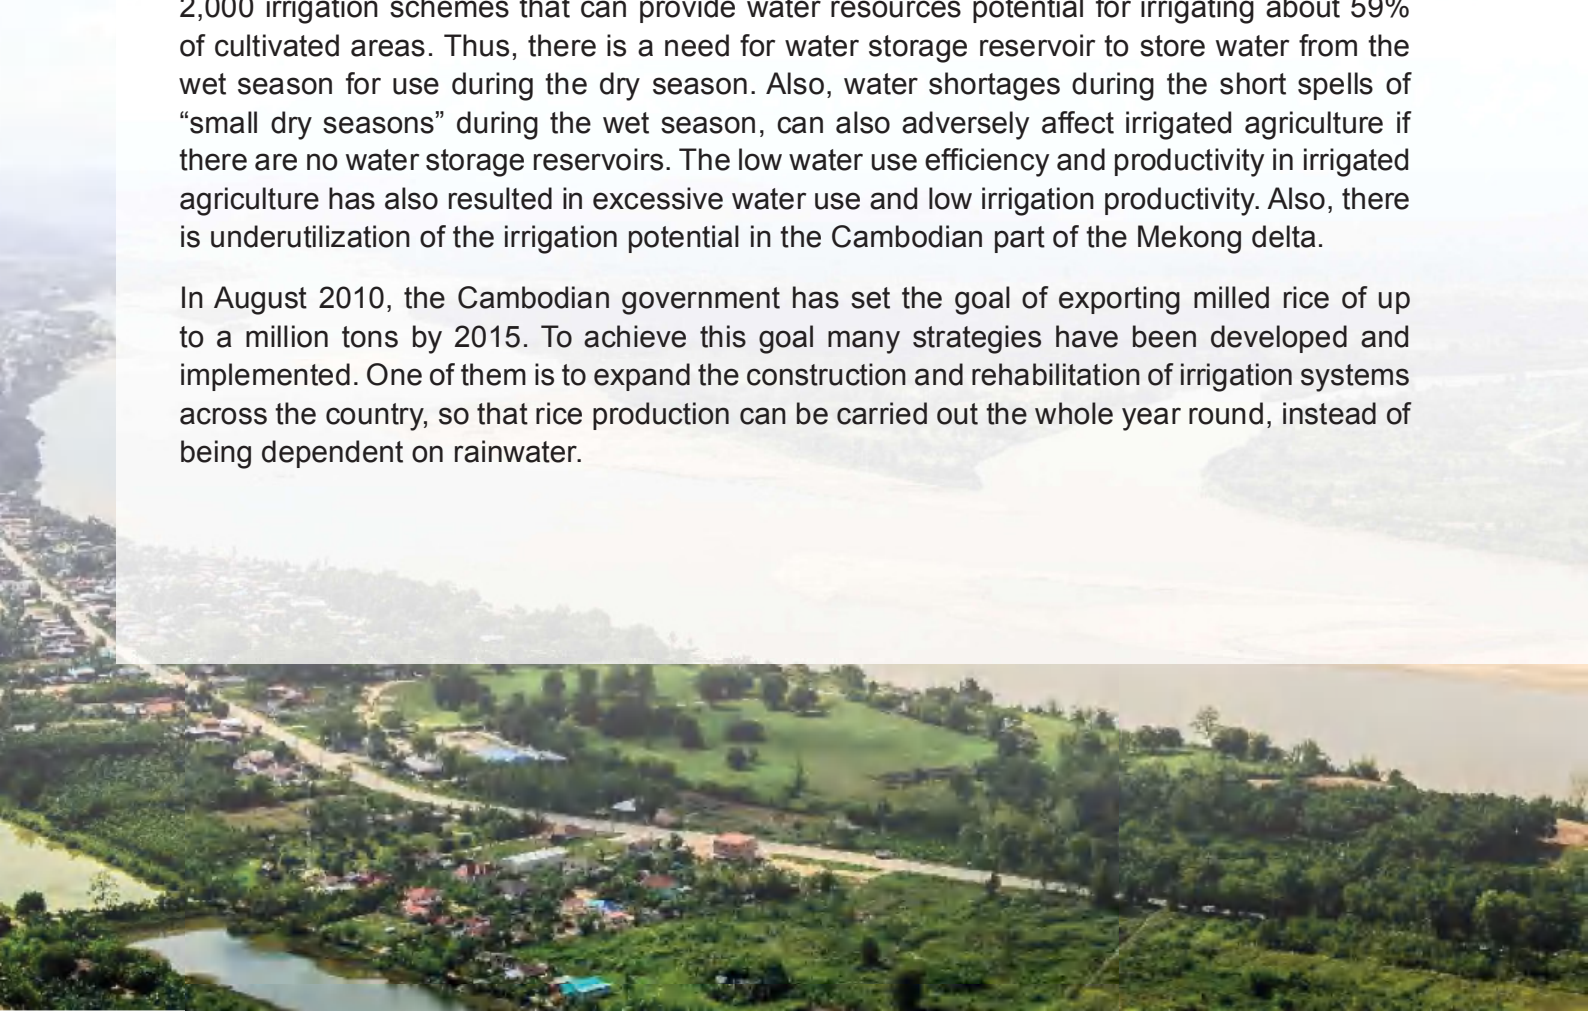 2,000 irrigation schemes that can provide water resources potential for irrigating about 59%
of cultivated areas. Thus, there is a need for water storage reservoir to store water from the
wet season for use during the dry season. Also, water shortages during the short spells of
“small dry seasons” during the wet season, can also adversely affect irrigated agriculture if
there are no water storage reservoirs. The low water use efficiency and productivity in irrigated
agriculture has also resulted in excessive water use and low irrigation productivity. Also, there
is underutilization of the irrigation potential in the Cambodian part of the Mekong delta.
In August 2010, the Cambodian government has set the goal of exporting milled rice of up
to a million tons by 2015. To achieve this goal many strategies have been developed and
implemented. One of them is to expand the construction and rehabilitation of irrigation systems
across the country, so that rice production can be carried out the whole year round, instead of
being dependent on rainwater.